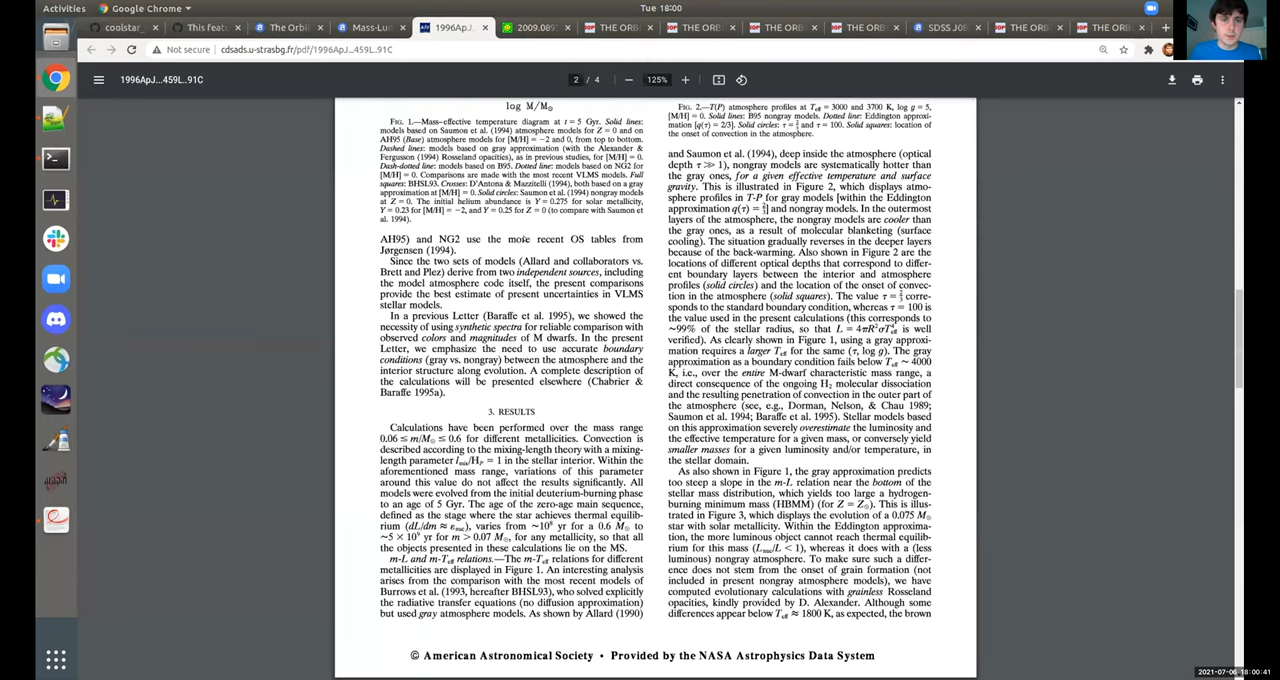 Activities
Google Chrome
Tue 18:00
coolstar_
This featu
The Orbi
Mass-Lu
1996ApJ
2009.089
THE ORB
THE ORB
THE ORB
THE ORB
SDSS J08
THE ORB
THE ORB
Not secure
cdsads.u-strasbg.fr/pdf/1996ApJ...459L..91C
1996ApJ...459L..91C
2 / 4
125%
log M/M⊙
FIG. 1.—Mass–effective temperature diagram at t = 5 Gyr. Solid lines:
models based on Saumon et al. (1994) atmosphere models for Z = 0 and on
AH95 (Base) atmosphere models for [M/H] = −2 and 0, from top to bottom.
Dashed lines: models based on gray approximation (with the Alexander &
Ferguson (1994) Rosseland opacities), as in previous studies, for [M/H] = 0.
Dash-dotted line: models based on B95. Dotted line: models based on NG2 for
[M/H] = 0. Comparisons are made with the most recent VLMS models. Full
squares: BHSL93. Crosses: D'Antona & Mazzitelli (1994), both based on a gray
approximation at [M/H] = 0. Solid circles: Saumon et al. (1994) nongray models
at Z = 0. The initial helium abundance is Y = 0.275 for solar metallicity,
Y = 0.23 for [M/H] = −2, and Y = 0.25 for Z = 0 (to compare with Saumon et
al. 1994).
AH95) and NG2 use the more recent OS tables from
Jørgensen (1994).
Since the two sets of models (Allard and collaborators vs.
Brett and Plez) derive from two independent sources, including
the model atmosphere code itself, the present comparisons
provide the best estimate of present uncertainties in VLMS
stellar models.
In a previous Letter (Baraffe et al. 1995), we showed the
necessity of using synthetic spectra for reliable comparison with
observed colors and magnitudes of M dwarfs. In the present
Letter, we emphasize the need to use accurate boundary
conditions (gray vs. nongray) between the atmosphere and the
interior structure along evolution. A complete description of
the calculations will be presented elsewhere (Chabrier &
Baraffe 1995a).
3. RESULTS
Calculations have been performed over the mass range
0.06 ≤ m/M⊙ ≤ 0.6 for different metallicities. Convection is
described according to the mixing-length theory with a mixing-
length parameter lmix/HP = 1 in the stellar interior. Within the
aforementioned mass range, variations of this parameter
around this value do not affect the results significantly. All
models were evolved from the initial deuterium-burning phase
to an age of 5 Gyr. The age of the zero-age main sequence,
defined as the stage where the star achieves thermal equilib-
rium (dL/dm ≈ εnuc), varies from ~10⁸ yr for a 0.6 M⊙ to
~5 × 10⁹ yr for m > 0.07 M⊙, for any metallicity, so that all
the objects presented in these calculations lie on the MS.
m-L and m-Teff relations.—The m-Teff relations for different
metallicities are displayed in Figure 1. An interesting analysis
arises from the comparison with the most recent models of
Burrows et al. (1993, hereafter BHSL93), who solved explicitly
the radiative transfer equations (no diffusion approximation)
but used gray atmosphere models. As shown by Allard (1990)
FIG. 2.—T(P) atmosphere profiles at Teff = 3000 and 3700 K, log g = 5,
[M/H] = 0. Solid lines: B95 nongray models. Dotted line: Eddington approxi-
mation [q(τ) = 2/3]. Solid circles: τ = ⅔ and τ = 100. Solid squares: location of
the onset of convection in the atmosphere.
and Saumon et al. (1994), deep inside the atmosphere (optical
depth τ ≫ 1), nongray models are systematically hotter than
the gray ones, for a given effective temperature and surface
gravity. This is illustrated in Figure 2, which displays atmo-
sphere profiles in T-P for gray models [within the Eddington
approximation q(τ) = ⅔] and nongray models. In the outermost
layers of the atmosphere, the nongray models are cooler than
the gray ones, as a result of molecular blanketing (surface
cooling). The situation gradually reverses in the deeper layers
because of the back-warming. Also shown in Figure 2 are the
locations of different optical depths that correspond to differ-
ent boundary layers between the interior and atmosphere
profiles (solid circles) and the location of the onset of convec-
tion in the atmosphere (solid squares). The value τ = ⅔ corre-
sponds to the standard boundary condition, whereas τ = 100 is
the value used in the present calculations (this corresponds to
~99% of the stellar radius, so that L = 4πR²σT⁴eff is well
verified). As clearly shown in Figure 1, using a gray approxi-
mation requires a larger Teff for the same (τ, log g). The gray
approximation as a boundary condition fails below Teff ~ 4000
K, i.e., over the entire M-dwarf characteristic mass range, a
direct consequence of the ongoing H₂ molecular dissociation
and the resulting penetration of convection in the outer part of
the atmosphere (see, e.g., Dorman, Nelson, & Chau 1989;
Saumon et al. 1994; Baraffe et al. 1995). Stellar models based
on this approximation severely overestimate the luminosity and
the effective temperature for a given mass, or conversely yield
smaller masses for a given luminosity and/or temperature, in
the stellar domain.
As also shown in Figure 1, the gray approximation predicts
too steep a slope in the m-L relation near the bottom of the
stellar mass distribution, which yields too large a hydrogen-
burning minimum mass (HBMM) (for Z = Z⊙). This is illus-
trated in Figure 3, which displays the evolution of a 0.075 M⊙
star with solar metallicity. Within the Eddington approxima-
tion, the more luminous object cannot reach thermal equilib-
rium for this mass (Lnuc/L < 1), whereas it does with a (less
luminous) nongray atmosphere. To make sure such a differ-
ence does not stem from the onset of grain formation (not
included in present nongray atmosphere models), we have
computed evolutionary calculations with grainless Rosseland
opacities, kindly provided by D. Alexander. Although some
differences appear below Teff ≈ 1800 K, as expected, the brown
© American Astronomical Society • Provided by the NASA Astrophysics Data System
2021-07-06 18:00:41